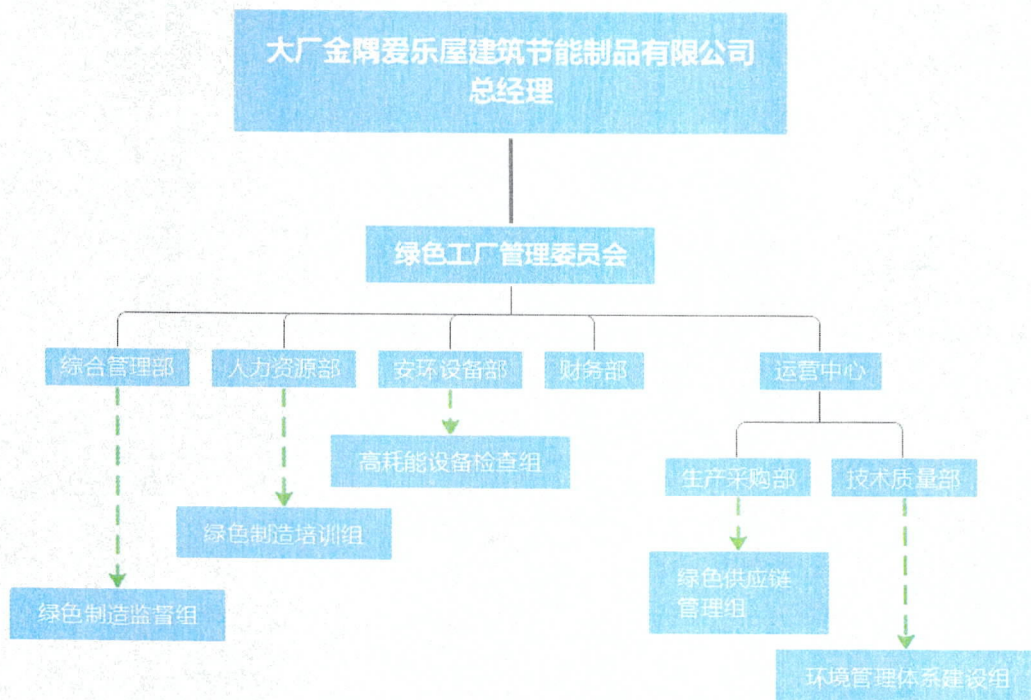 大厂金隅爱乐屋建筑节能制品有限公司
总经理
绿色工厂管理委员会
综合管理部
人力资源部
安环设备部
财务部
运营中心
高耗能设备检查组
生产采购部
技术质量部
绿色制造培训组
绿色供应链
管理组
绿色制造监督组
环境管理体系建设组